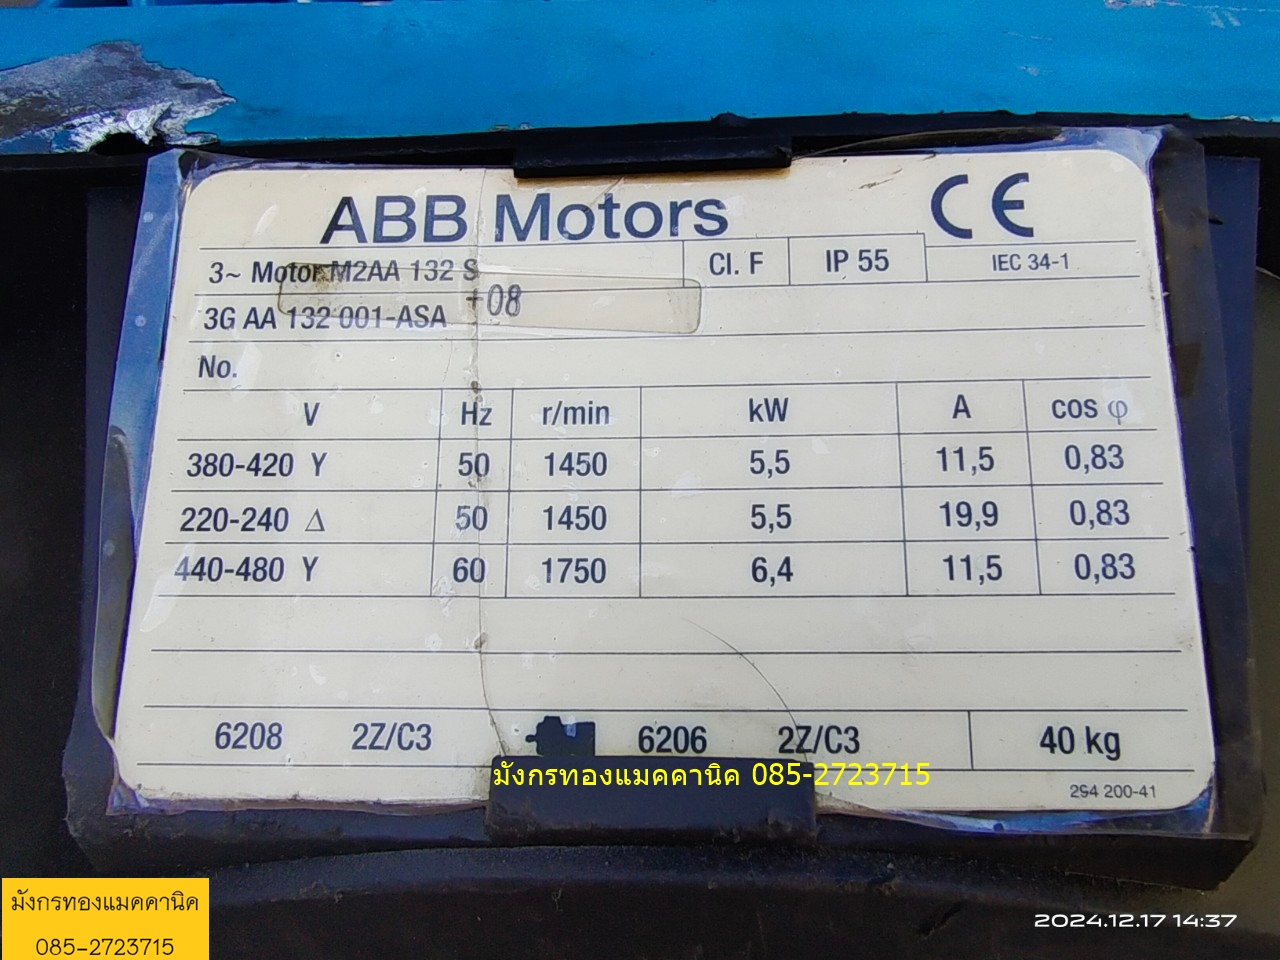 ABB Motors CE
3~ Motor M2AA 132 S Cl. F IP 55 IEC 34-1
3G AA 132 001-ASA +08
No.
V Hz r/min kW A cos φ
380-420 Y 50 1450 5,5 11,5 0,83
220-240 Δ 50 1450 5,5 19,9 0,83
440-480 Y 60 1750 6,4 11,5 0,83
6208 2Z/C3 6206 2Z/C3 40 kg
มังกรทองแมคคานิค 085-2723715
294 200-41
มังกรทองแมคคานิค
085-2723715
2024.12.17 14:37